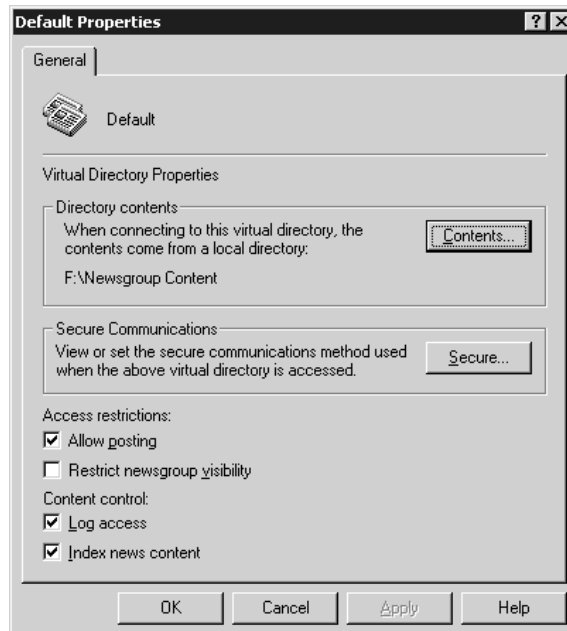 Default Properties
General
Default
Virtual Directory Properties
Directory contents
When connecting to this virtual directory, the
contents come from a local directory:
Contents...
F:\Newsgroup Content
Secure Communications
View or set the secure communications method used
when the above virtual directory is accessed.
Secure...
Access restrictions:
Allow posting
Restrict newsgroup visibility
Content control:
Log access
Index news content
OK
Cancel
Apply
Help